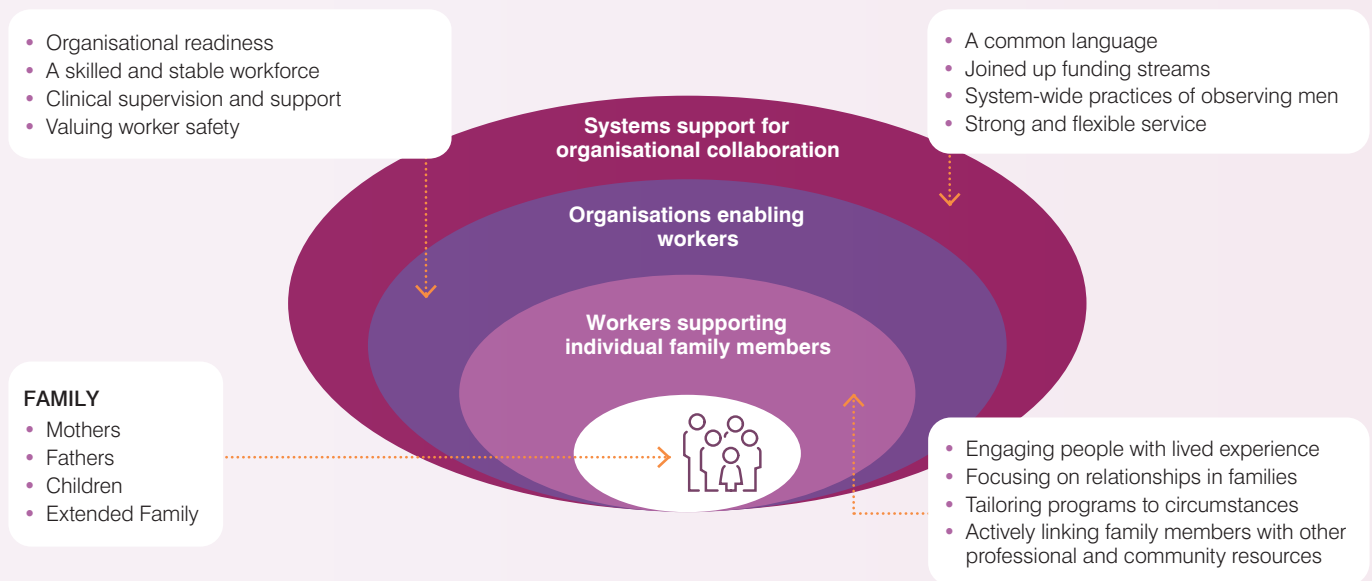 • Organisational readiness
• A skilled and stable workforce
• Clinical supervision and support
• Valuing worker safety
• A common language
• Joined up funding streams
• System-wide practices of observing men
• Strong and flexible service
Systems support for
organisational collaboration
Organisations enabling
workers
Workers supporting
individual family members
FAMILY
• Mothers
• Fathers
• Children
• Extended Family
• Engaging people with lived experience
• Focusing on relationships in families
• Tailoring programs to circumstances
• Actively linking family members with other
professional and community resources